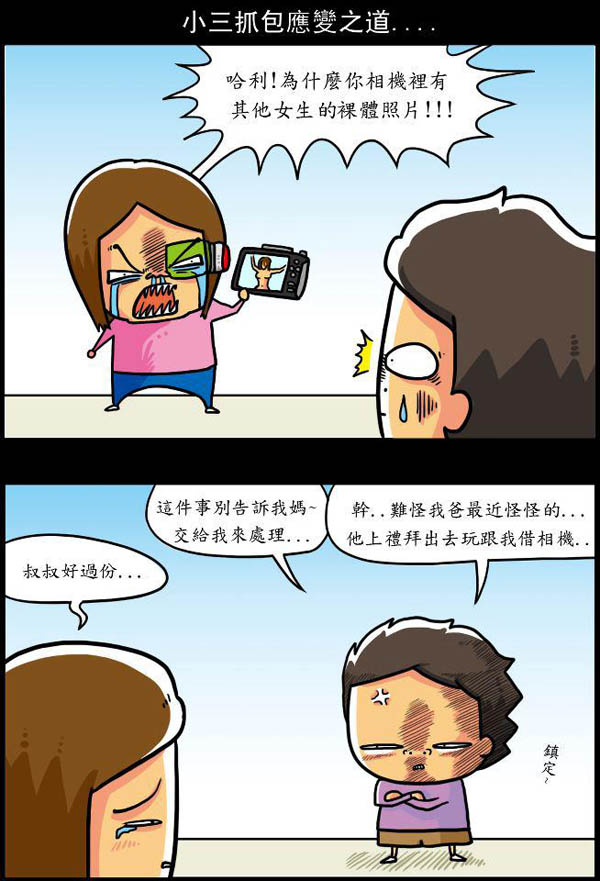 小三抓包應變之道....
哈利!為什麼你相機裡有
其他女生的裸體照片!!!
幹..難怪我爸最近怪怪的...
他上禮拜出去玩跟我借相機..
這件事別告訴我媽~
交給我來處理...
叔叔好過份...
鎮定~